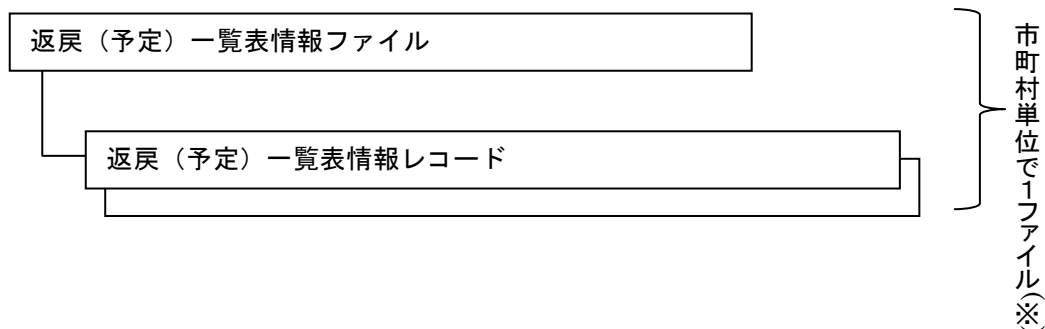 返戻（予定）一覧表情報ファイル
返戻（予定）一覧表情報レコード
市町村単位で1ファイル(※)